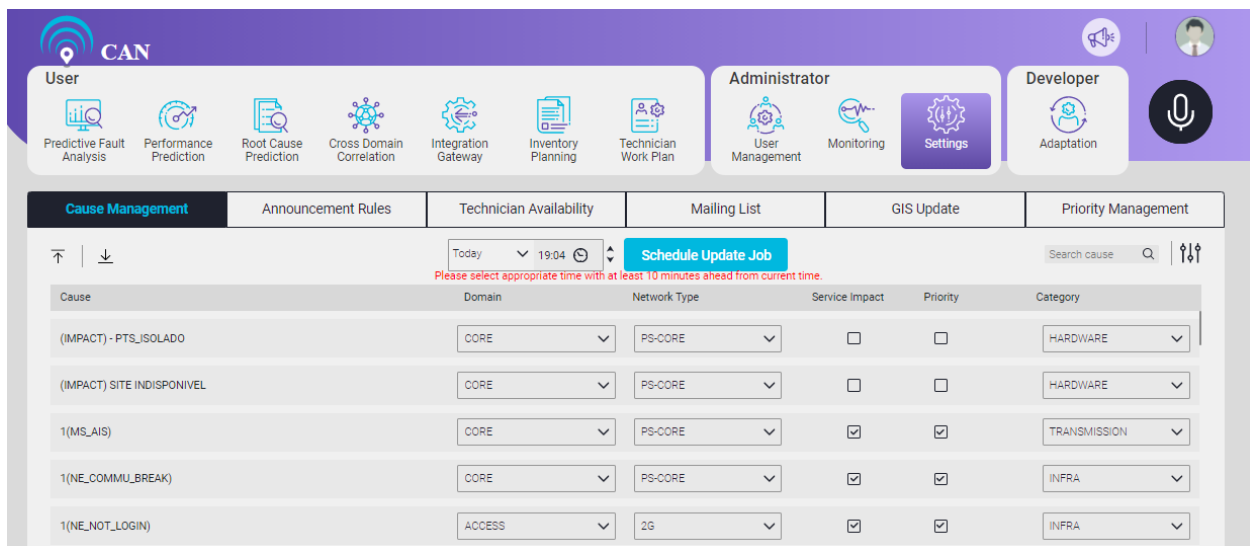 CAN
User
Administrator
Developer
Predictive Fault Analysis
Performance Prediction
Root Cause Prediction
Cross Domain Correlation
Integration Gateway
Inventory Planning
Technician Work Plan
User Management
Monitoring
Settings
Adaptation
Cause Management
Announcement Rules
Technician Availability
Mailing List
GIS Update
Priority Management
Today 19:04
Schedule Update Job
Search cause
Please select appropriate time with at least 10 minutes ahead from current time.
Cause Domain Network Type Service Impact Priority Category
(IMPACT) - PTS_ISOLADO CORE PS-CORE HARDWARE
(IMPACT) SITE INDISPONIVEL CORE PS-CORE HARDWARE
1(MS_AIS) CORE PS-CORE TRANSMISSION
1(NE_COMMU_BREAK) CORE PS-CORE INFRA
1(NE_NOT_LOGIN) ACCESS 2G INFRA